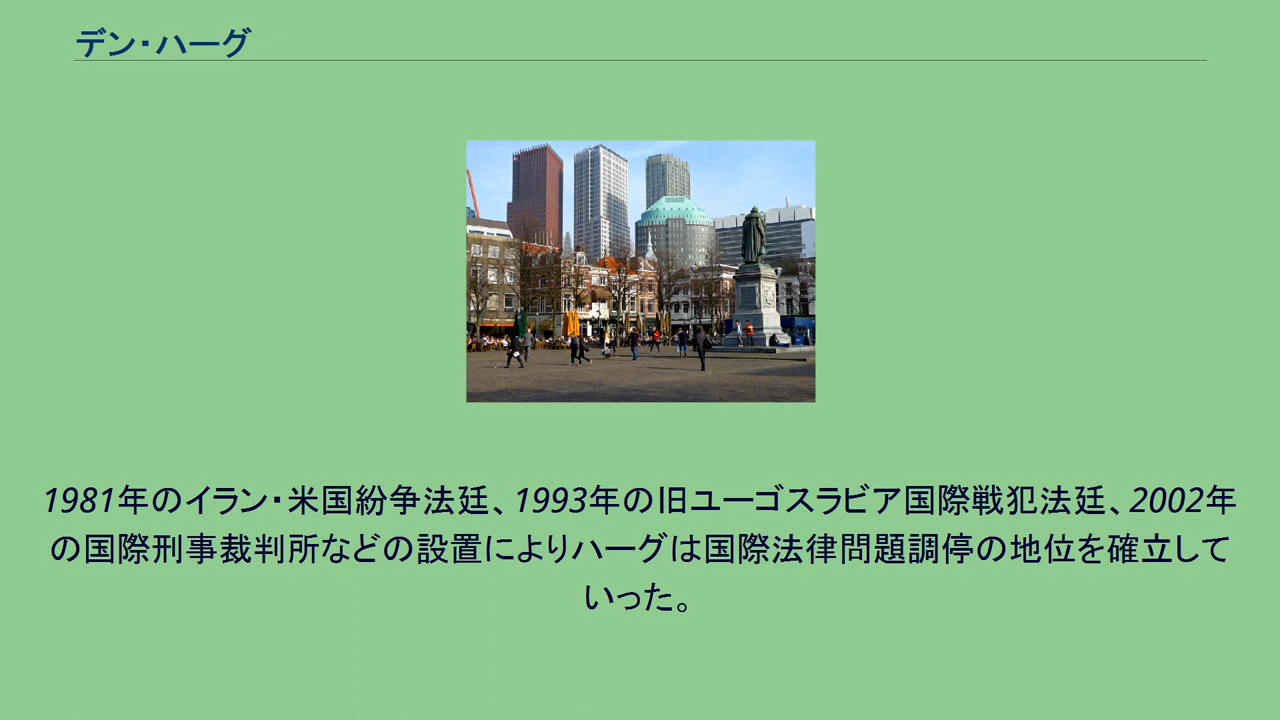 デン・ハーグ
1981年のイラン・米国紛争法廷、1993年の旧ユーゴスラビア国際戦犯法廷、2002年
の国際刑事裁判所などの設置によりハーグは国際法律問題調停の地位を確立して
いった。